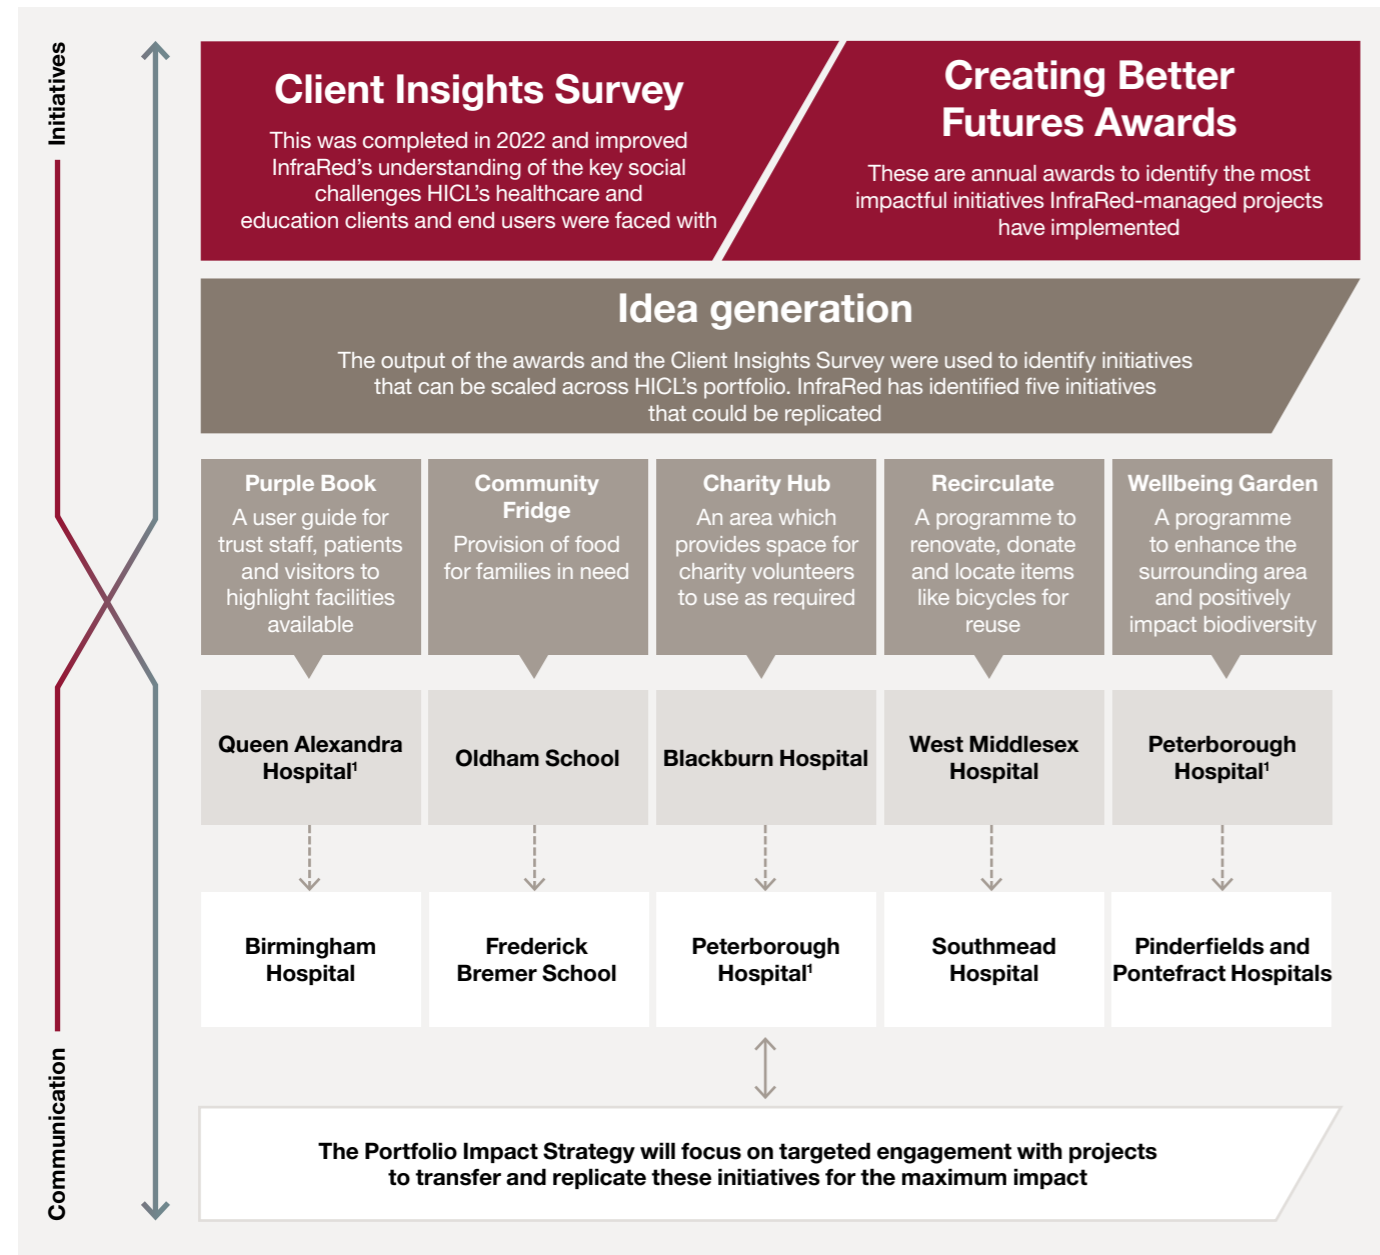 Initiatives
Client Insights Survey
This was completed in 2022 and improved
InfraRed’s understanding of the key social
challenges HICL’s healthcare and
education clients and end users were faced with
Creating Better
Futures Awards
These are annual awards to identify the most
impactful initiatives InfraRed-managed projects
have implemented
Idea generation
The output of the awards and the Client Insights Survey were used to identify initiatives
that can be scaled across HICL’s portfolio. InfraRed has identified five initiatives
that could be replicated
Purple Book
A user guide for
trust staff, patients
and visitors to
highlight facilities
available
Community
Fridge
Provision of food
for families in need
Charity Hub
An area which
provides space for
charity volunteers
to use as required
Recirculate
A programme to
renovate, donate
and locate items
like bicycles for
reuse
Wellbeing Garden
A programme
to enhance the
surrounding area
and positively
impact biodiversity
Queen Alexandra
Hospital¹
Oldham School
Blackburn Hospital
West Middlesex
Hospital
Peterborough
Hospital¹
Birmingham
Hospital
Frederick
Bremer School
Peterborough
Hospital¹
Southmead
Hospital
Pinderfields and
Pontefract Hospitals
Communication
The Portfolio Impact Strategy will focus on targeted engagement with projects
to transfer and replicate these initiatives for the maximum impact